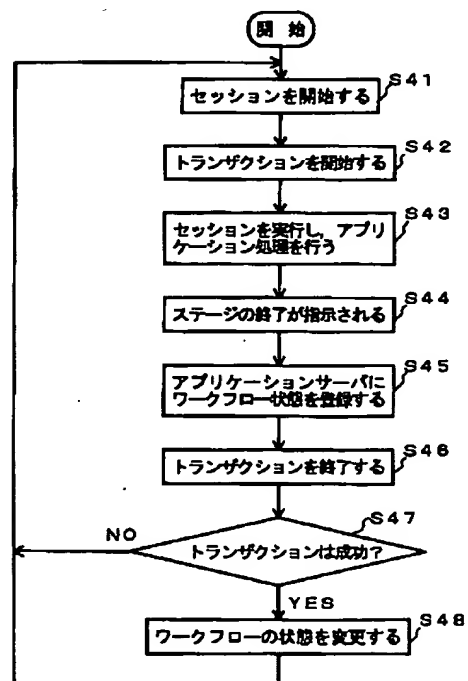 開 始
S41
セッションを開始する
S42
トランザクションを開始する
S43
セッションを実行し，アプリ
ケーション処理を行う
S44
ステージの終了が指示される
S45
アプリケーションサーバに
ワークフロー状態を登録する
S46
トランザクションを終了する
S47
NO
トランザクションは成功？
YES
S48
ワークフローの状態を変更する